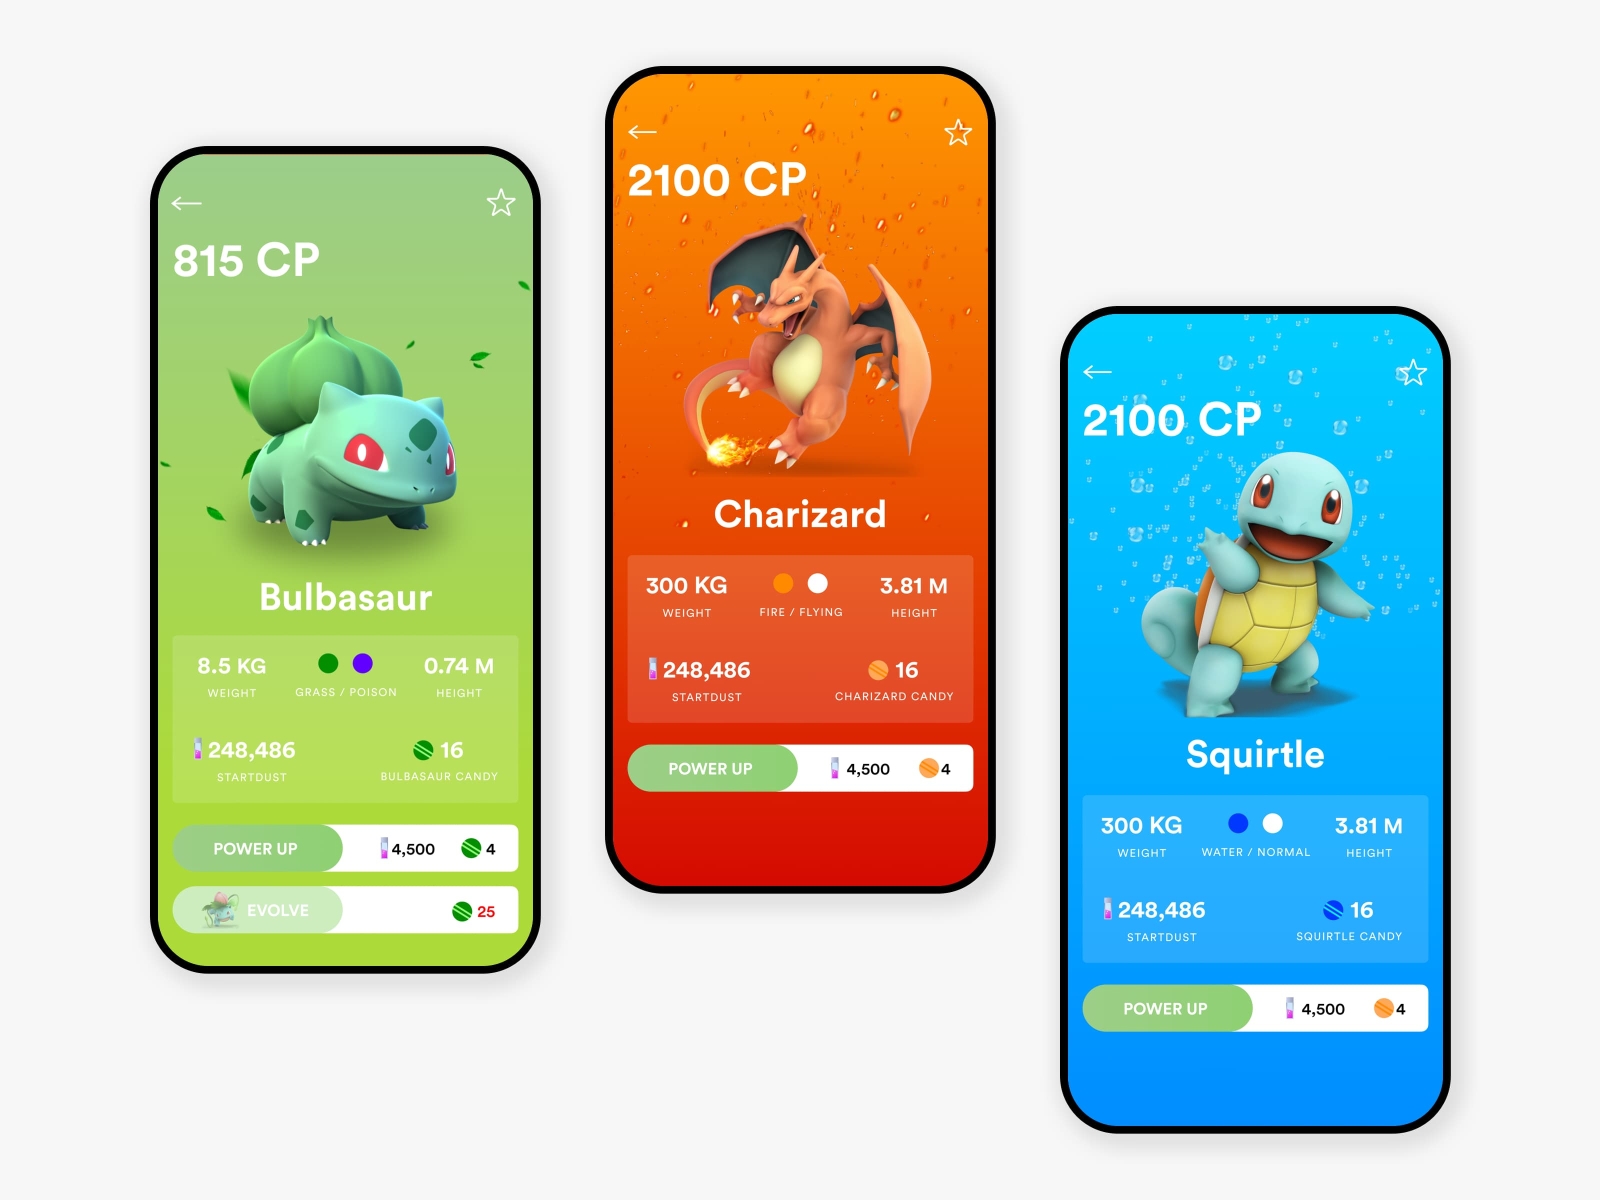 815 CP
Bulbasaur
8.5 KG
0.74 M
WEIGHT
GRASS / POISON
HEIGHT
248,486
16
STARTDUST
BULBASAUR CANDY
POWER UP
4,500
4
EVOLVE
25
2100 CP
Charizard
300 KG
3.81 M
WEIGHT
FIRE / FLYING
HEIGHT
248,486
16
STARTDUST
CHARIZARD CANDY
POWER UP
4,500
4
2100 CP
Squirtle
300 KG
3.81 M
WEIGHT
WATER / NORMAL
HEIGHT
248,486
16
STARTDUST
SQUIRTLE CANDY
POWER UP
4,500
4